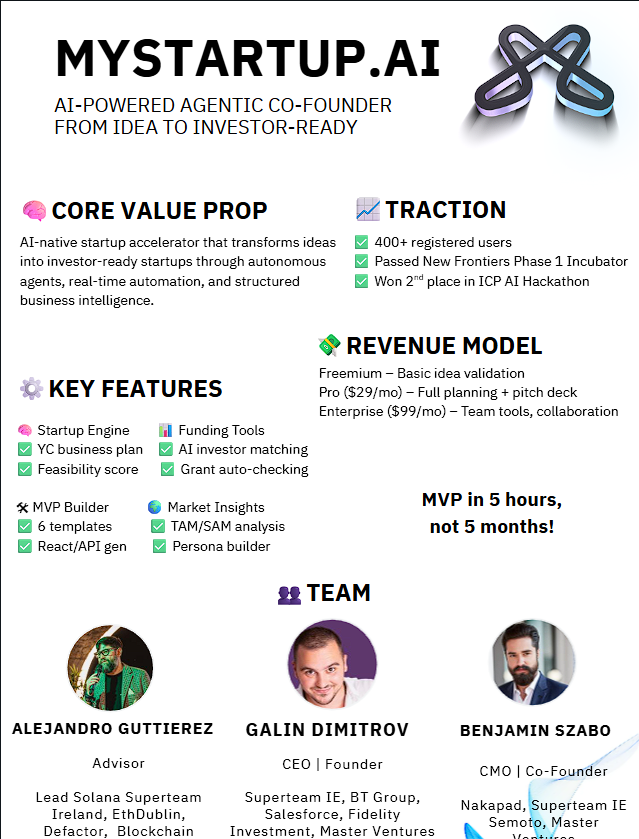 MYSTARTUP.AI
AI-POWERED AGENTIC CO-FOUNDER
FROM IDEA TO INVESTOR-READY
CORE VALUE PROP
AI-native startup accelerator that transforms ideas
into investor-ready startups through autonomous
agents, real-time automation, and structured
business intelligence.
TRACTION
400+ registered users
Passed New Frontiers Phase 1 Incubator
Won 2nd place in ICP AI Hackathon
REVENUE MODEL
Freemium – Basic idea validation
Pro ($29/mo) – Full planning + pitch deck
Enterprise ($99/mo) – Team tools, collaboration
KEY FEATURES
Startup Engine
YC business plan
Feasibility score
Funding Tools
AI investor matching
Grant auto-checking
MVP Builder
6 templates
React/API gen
Market Insights
TAM/SAM analysis
Persona builder
MVP in 5 hours,
not 5 months!
TEAM
ALEJANDRO GUTTIEREZ
Advisor
Lead Solana Superteam
Ireland, EthDublin,
Defactor, Blockchain
GALIN DIMITROV
CEO | Founder
Superteam IE, BT Group,
Salesforce, Fidelity
Investment, Master Ventures
BENJAMIN SZABO
CMO | Co-Founder
Nakapad, Superteam IE
Semoto, Master
Ventures